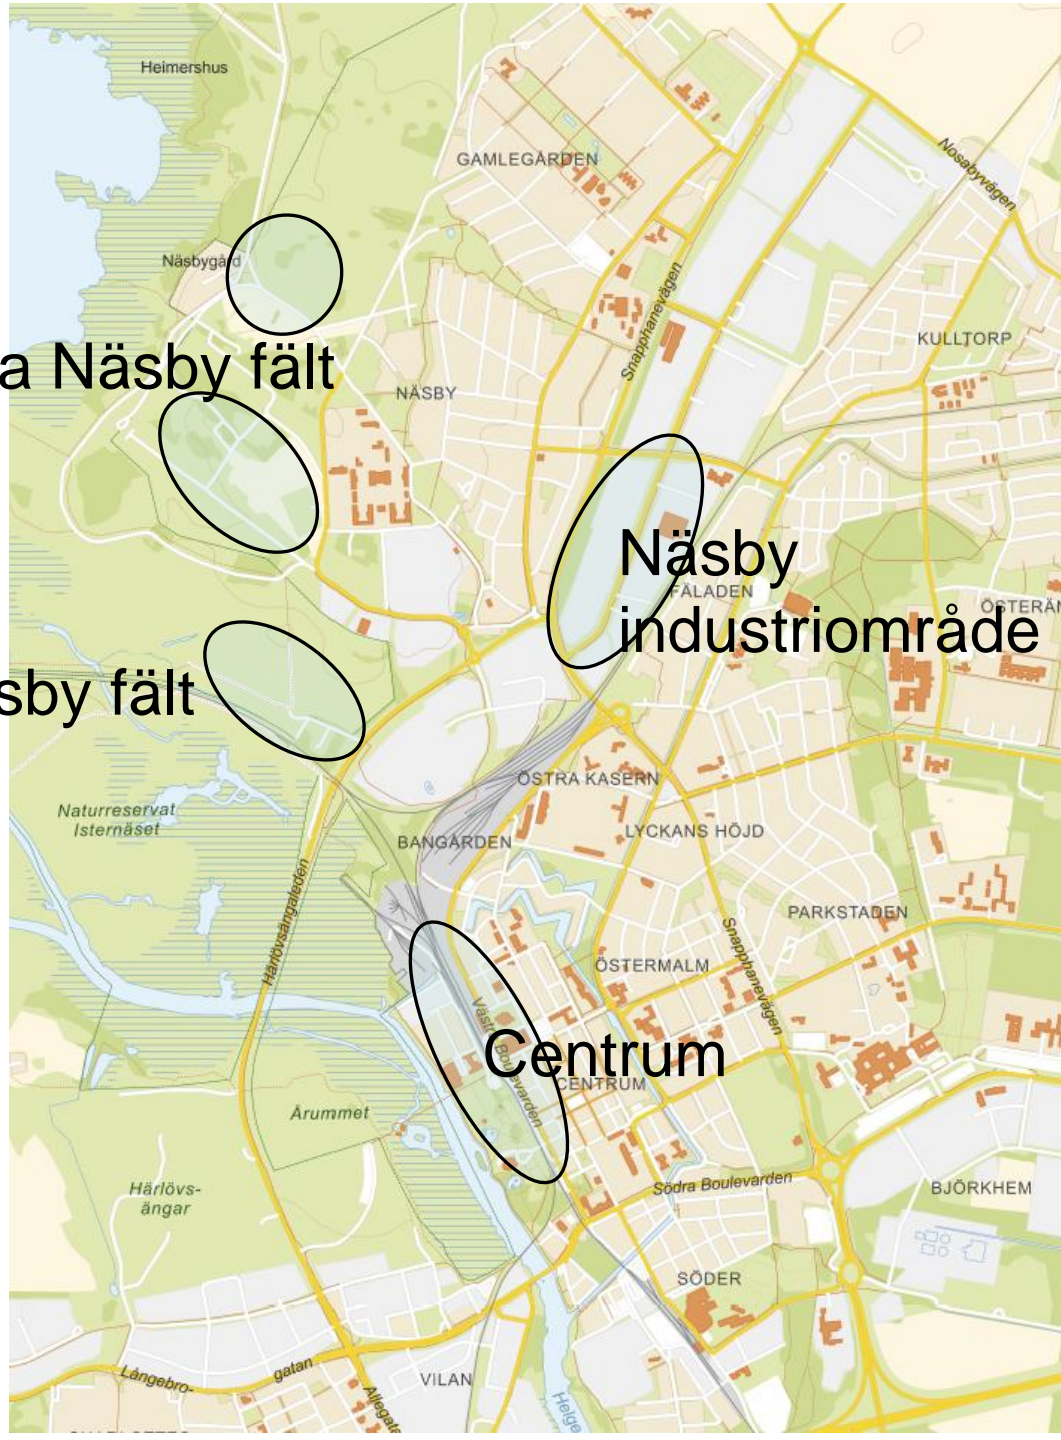 Heimershus
GAMLEGÅRDEN
Nosabyvägen
Näsbygård
Snapphanevägen
KULLTORP
a Näsby fält
NÄSBY
Näsby
industriområde
FÄLADEN
ÖSTERÄN
sby fält
ÖSTRA KASERN
Naturreservat
Isternäset
LYCKANS HÖJD
BANGÅRDEN
Härlövsängaleden
PARKSTADEN
Snapphanevägen
ÖSTERMALM
Västra Boulevarden
Centrum
CENTRUM
Årummet
Härlövs-
ängar
Södra Boulevarden
BJÖRKHEM
SÖDER
Långebro-
gatan
VILAN
Allégata
Helge